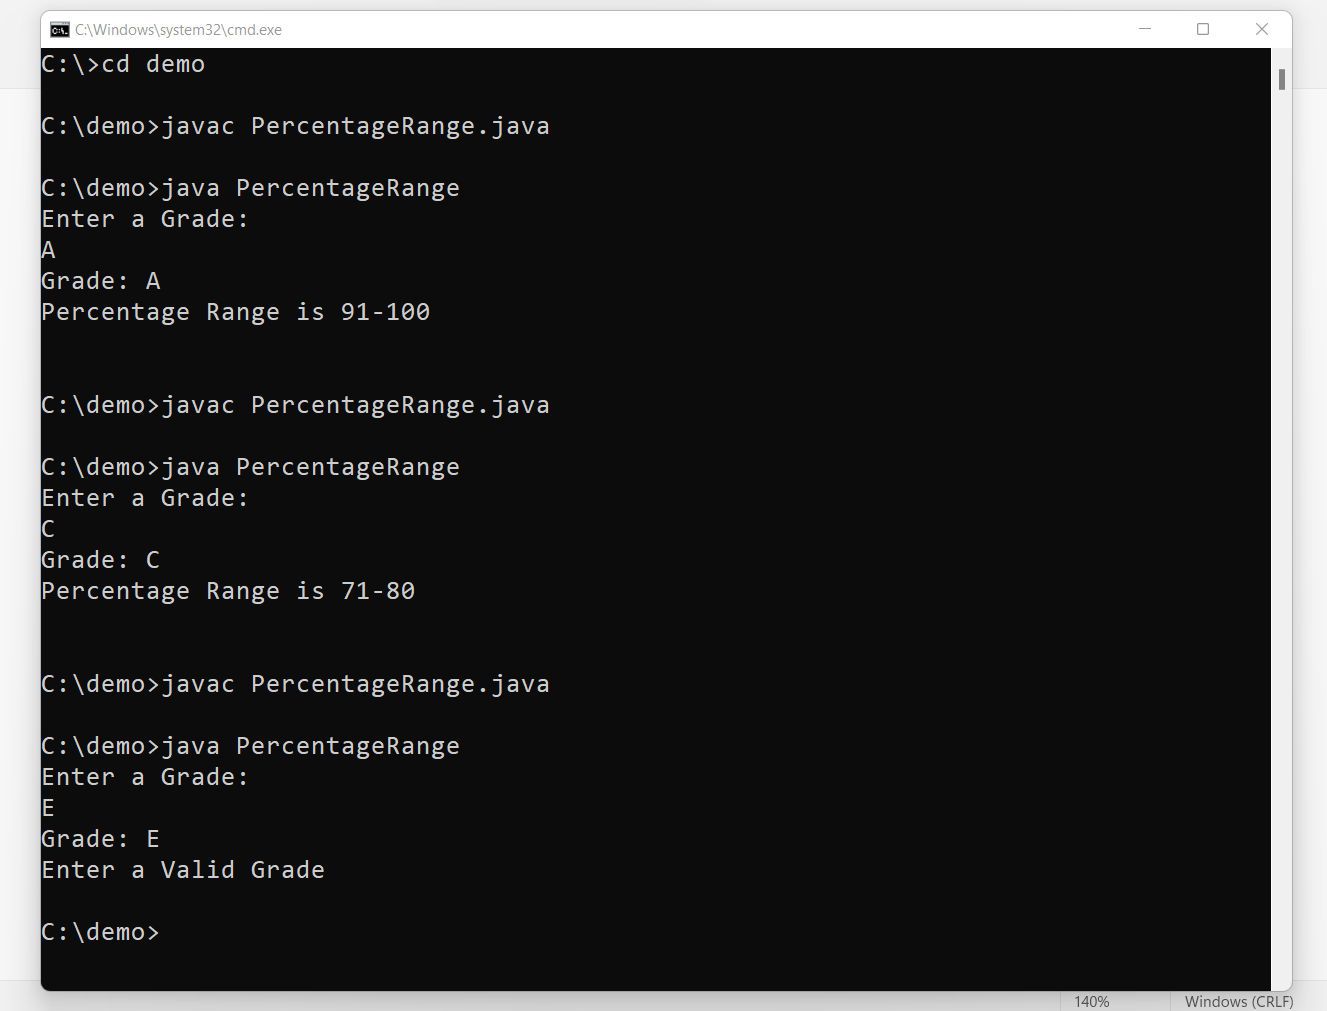 C:\Windows\system32\cmd.exe
C:\>cd demo
C:\demo>javac PercentageRange.java
C:\demo>java PercentageRange
Enter a Grade:
A
Grade: A
Percentage Range is 91-100
C:\demo>javac PercentageRange.java
C:\demo>java PercentageRange
Enter a Grade:
C
Grade: C
Percentage Range is 71-80
C:\demo>javac PercentageRange.java
C:\demo>java PercentageRange
Enter a Grade:
E
Grade: E
Enter a Valid Grade
C:\demo>
140% Windows (CRLF)